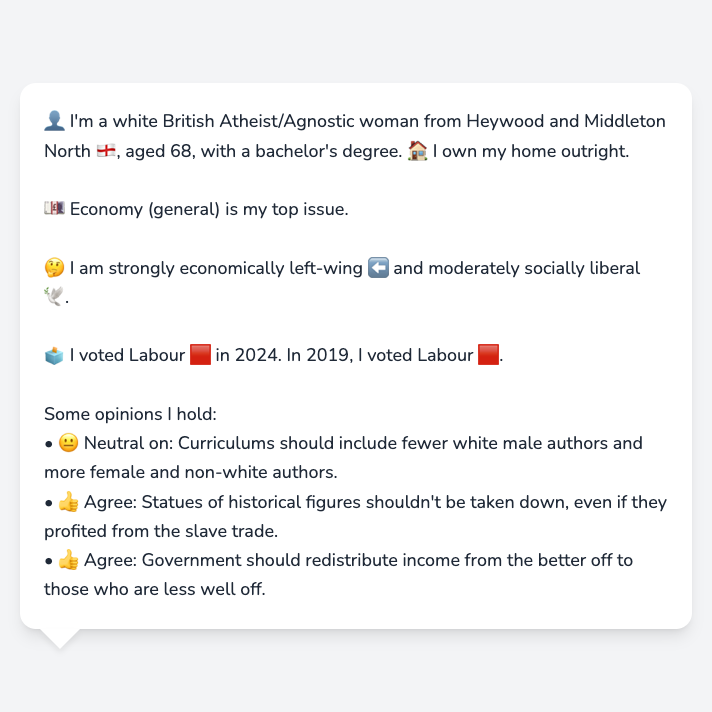 👤 I'm a white British Atheist/Agnostic woman from Heywood and Middleton
North 🏴󠁧󠁢󠁥󠁮󠁧󠁿, aged 68, with a bachelor's degree. 🏠 I own my home outright.
💷 Economy (general) is my top issue.
🤔 I am strongly economically left-wing ⬅️ and moderately socially liberal
🕊️.
🗳️ I voted Labour 🟥 in 2024. In 2019, I voted Labour 🟥.
Some opinions I hold:
• 😐 Neutral on: Curriculums should include fewer white male authors and
more female and non-white authors.
• 👍 Agree: Statues of historical figures shouldn't be taken down, even if they
profited from the slave trade.
• 👍 Agree: Government should redistribute income from the better off to
those who are less well off.